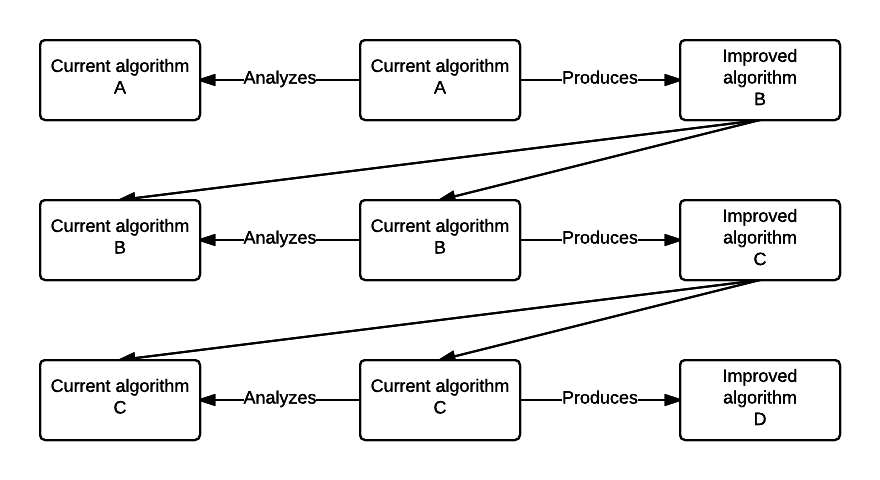 Current algorithm
A
Analyzes
Current algorithm
A
Produces
Improved
algorithm
B
Current algorithm
B
Analyzes
Current algorithm
B
Produces
Improved
algorithm
C
Current algorithm
C
Analyzes
Current algorithm
C
Produces
Improved
algorithm
D